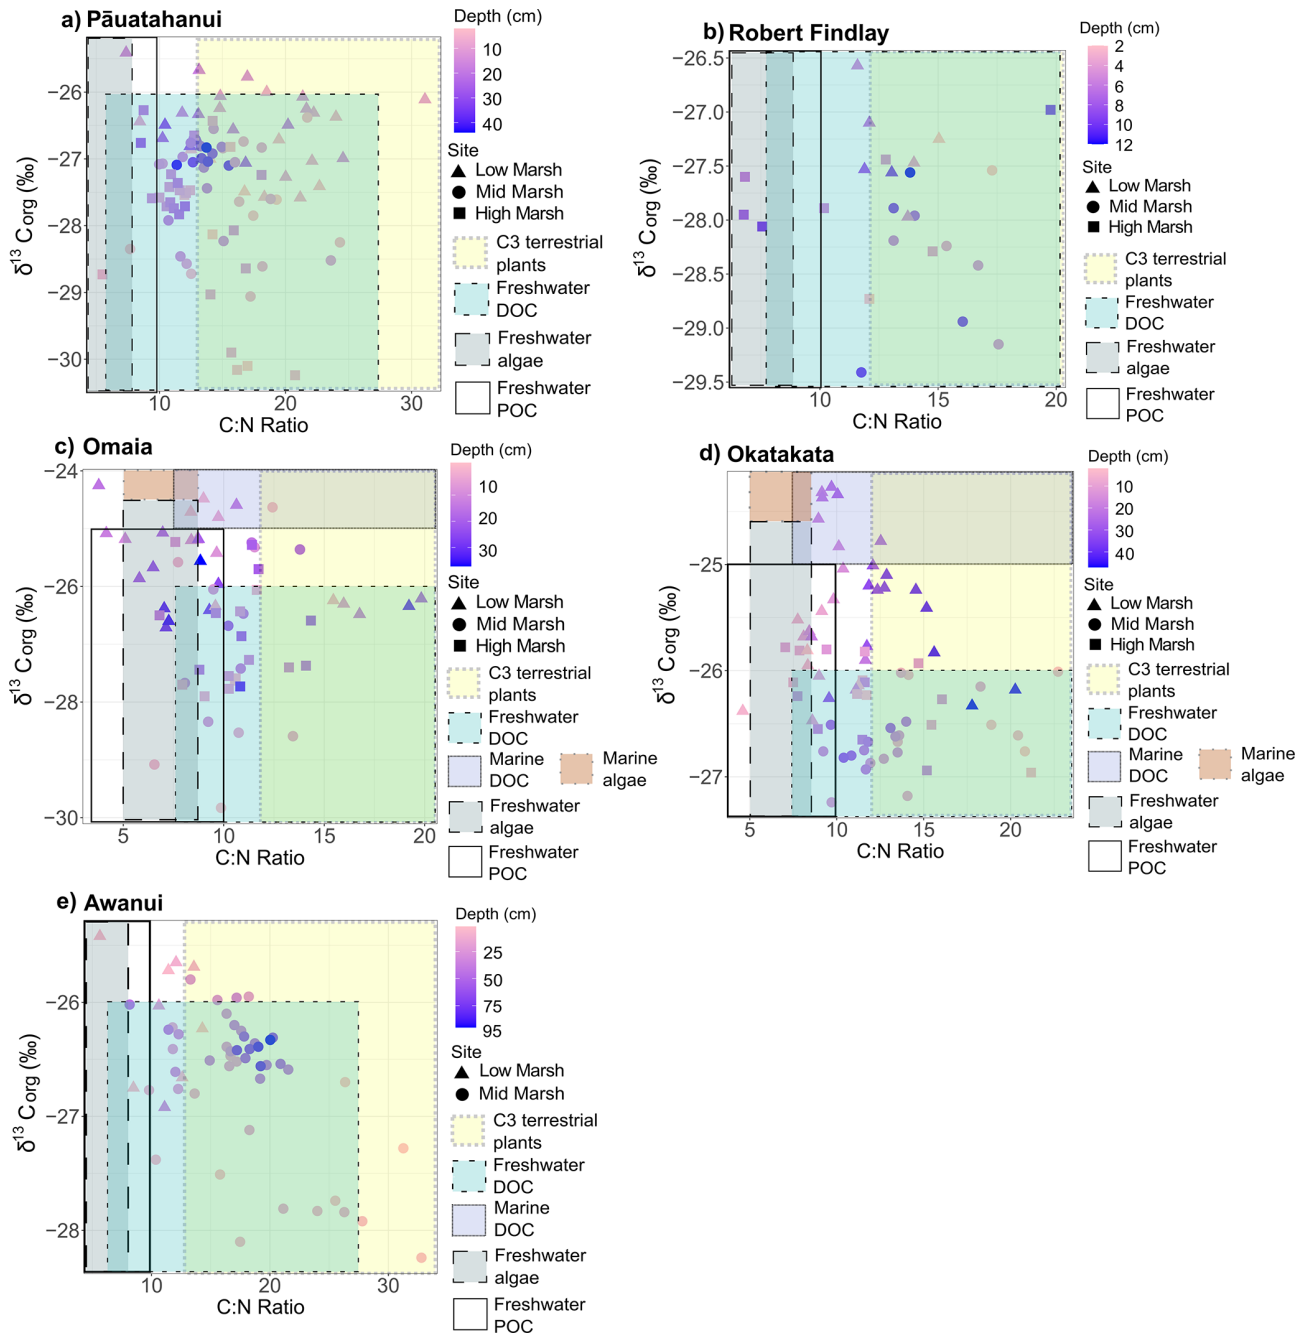 a) Pāuatahanui
Depth (cm)
10
20
30
40
Site
Low Marsh
Mid Marsh
High Marsh
C3 terrestrial
plants
Freshwater
DOC
Freshwater
algae
Freshwater
POC
−26
−27
−28
−29
−30
δ13 Corg (‰)
10
20
30
C:N Ratio
b) Robert Findlay
Depth (cm)
2
4
6
8
10
12
Site
Low Marsh
Mid Marsh
High Marsh
C3 terrestrial
plants
Freshwater
DOC
Freshwater
algae
Freshwater
POC
−26.5
−27.0
−27.5
−28.0
−28.5
−29.0
−29.5
δ13 Corg (‰)
10
15
20
C:N Ratio
c) Omaia
Depth (cm)
10
20
30
Site
Low Marsh
Mid Marsh
High Marsh
C3 terrestrial
plants
Freshwater
DOC
Marine
DOC
Marine
algae
Freshwater
algae
Freshwater
POC
−24
−26
−28
−30
δ13 Corg (‰)
5
10
15
20
C:N Ratio
d) Okatakata
Depth (cm)
10
20
30
40
Site
Low Marsh
Mid Marsh
High Marsh
C3 terrestrial
plants
Freshwater
DOC
Marine
DOC
Marine
algae
Freshwater
algae
Freshwater
POC
−25
−26
−27
δ13 Corg (‰)
5
10
15
20
C:N Ratio
e) Awanui
Depth (cm)
25
50
75
95
Site
Low Marsh
Mid Marsh
C3 terrestrial
plants
Freshwater
DOC
Marine
DOC
Freshwater
algae
Freshwater
POC
−26
−27
−28
δ13 Corg (‰)
10
20
30
C:N Ratio